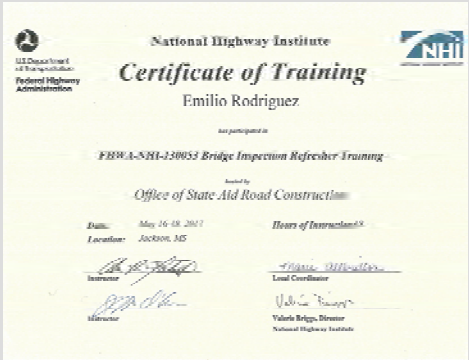 U.S. Department
of Transportation
Federal Highway
Administration
National Highway Institute
NHI
Certificate of Training
Emilio Rodriguez
has participated in
FHWA-NHI-130053 Bridge Inspection Refresher Training
hosted by
Office of State Aid Road Construction
Date: May 16-18, 2017
Hours of Instruction:
Location: Jackson, MS
Instructor
Local Coordinator
Instructor
Valerie Briggs, Director
National Highway Institute